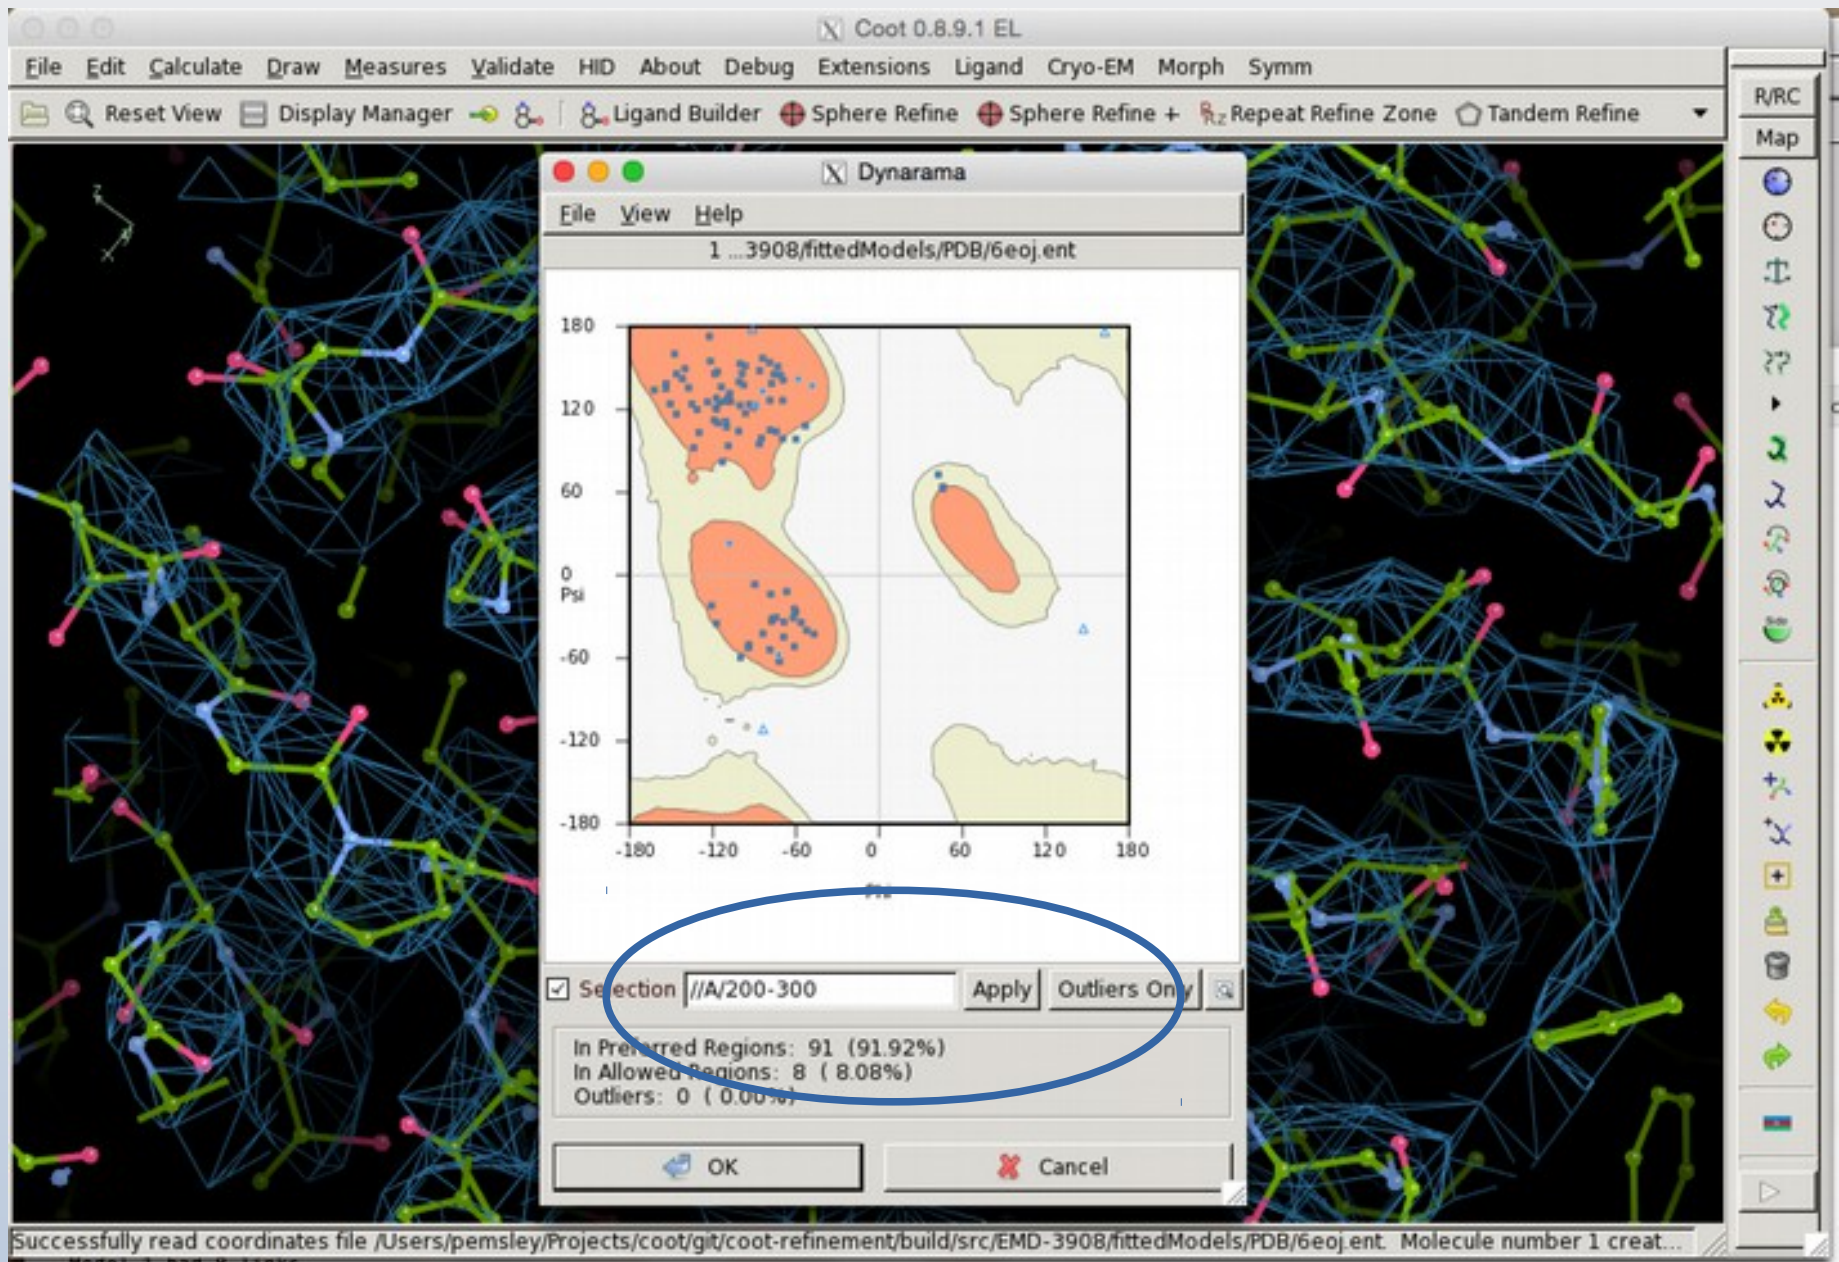 Coot 0.8.9.1 EL
File Edit Calculate Draw Measures Validate HID About Debug Extensions Ligand Cryo-EM Morph Symm
Reset View Display Manager Ligand Builder Sphere Refine Sphere Refine + Rz Repeat Refine Zone Tandem Refine
R/RC
Map
Side
z
y
x
Dynarama
File View Help
1 ...3908/fittedModels/PDB/6eoj.ent
180
120
60
0
Psi
-60
-120
-180
-180 -120 -60 0 60 120 180
Phi
Selection //A/200-300 Apply Outliers Only
In Preferred Regions: 91 (91.92%)
In Allowed Regions: 8 ( 8.08%)
Outliers: 0 ( 0.00%)
OK Cancel
Successfully read coordinates file /Users/pemsley/Projects/coot/git/coot-refinement/build/src/EMD-3908/fittedModels/PDB/6eoj.ent. Molecule number 1 creat...